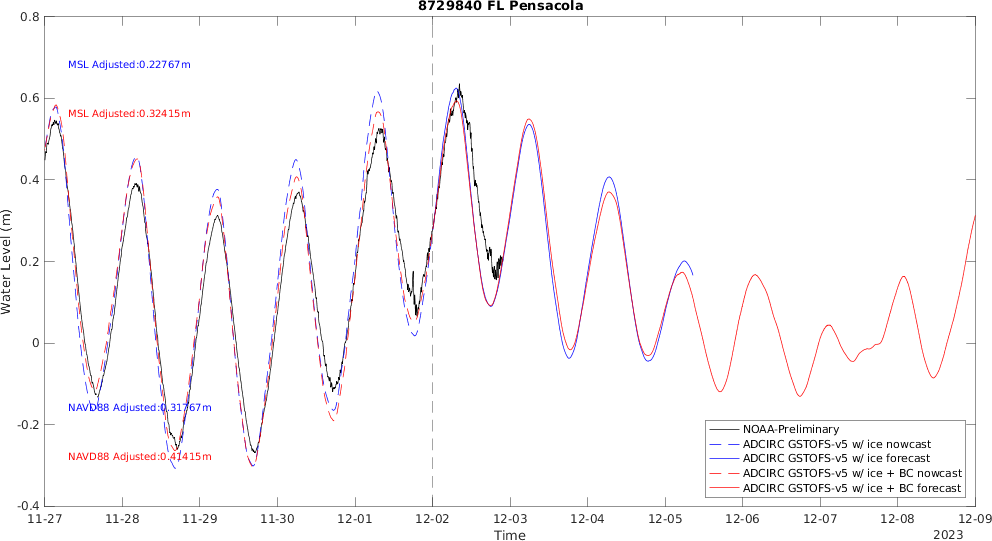 8729840 FL Pensacola
0.8
0.6
0.4
0.2
0
-0.2
-0.4
Water Level (m)
MSL Adjusted:0.22767m
MSL Adjusted:0.32415m
NAVD88 Adjusted:0.31767m
NAVD88 Adjusted:0.41415m
NOAA-Preliminary
ADCIRC GSTOFS-v5 w/ ice nowcast
ADCIRC GSTOFS-v5 w/ ice forecast
ADCIRC GSTOFS-v5 w/ ice + BC nowcast
ADCIRC GSTOFS-v5 w/ ice + BC forecast
11-27 11-28 11-29 11-30 12-01 12-02 12-03 12-04 12-05 12-06 12-07 12-08 12-09
Time
2023